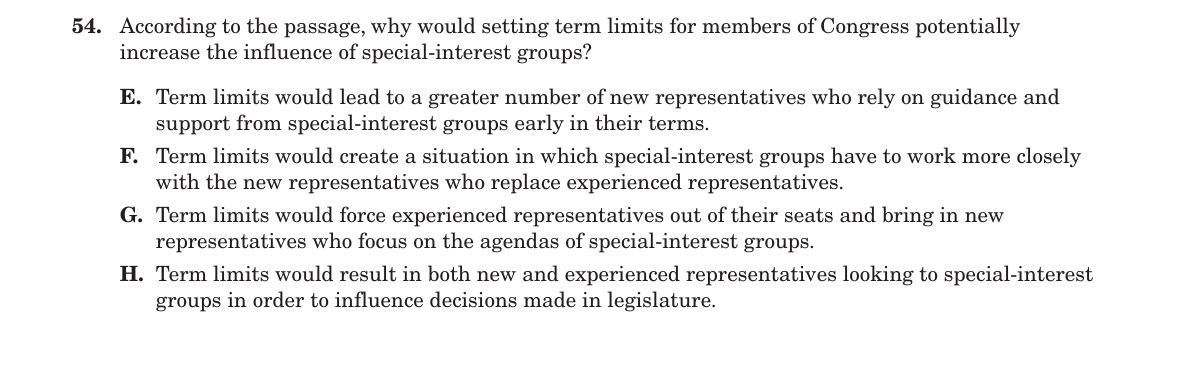 54. According to the passage, why would setting term limits for members of Congress potentially
increase the influence of special-interest groups?
E. Term limits would lead to a greater number of new representatives who rely on guidance and
support from special-interest groups early in their terms.
F. Term limits would create a situation in which special-interest groups have to work more closely
with the new representatives who replace experienced representatives.
G. Term limits would force experienced representatives out of their seats and bring in new
representatives who focus on the agendas of special-interest groups.
H. Term limits would result in both new and experienced representatives looking to special-interest
groups in order to influence decisions made in legislature.